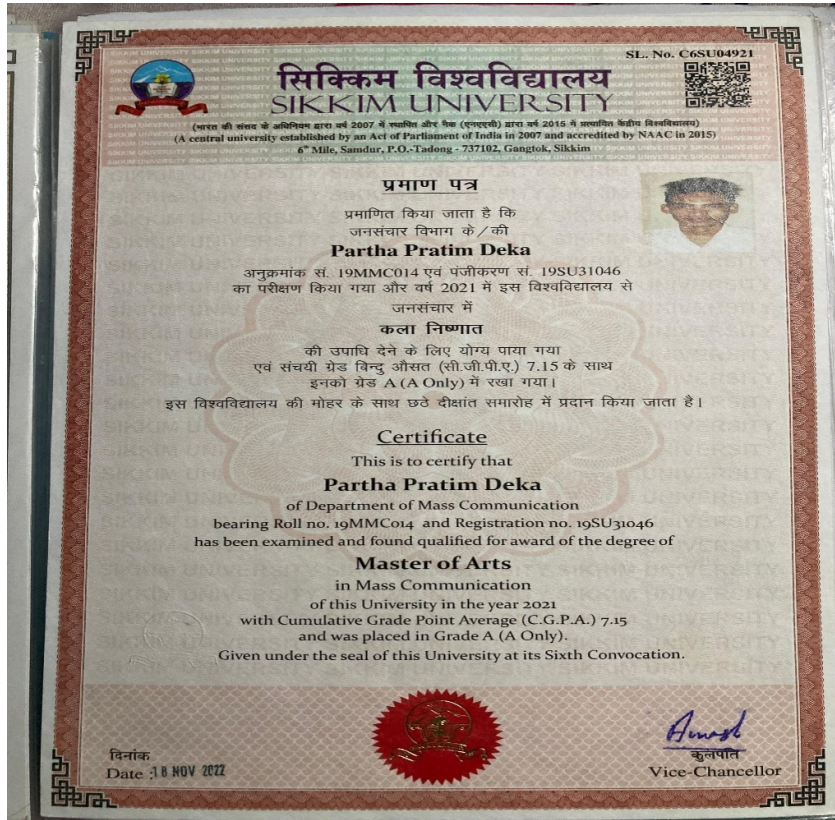 SL. No. C6SU04921
सिक्किम विश्वविद्यालय
SIKKIM UNIVERSITY
(भारत की संसद के अधिनियम द्वारा वर्ष 2007 में स्थापित और नैक (एनएएसी) द्वारा वर्ष 2015 में प्रत्यायित केंद्रीय विश्वविद्यालय)
(A central university established by an Act of Parliament of India in 2007 and accredited by NAAC in 2015)
6th Mile, Samdur, P.O.-Tadong - 737102, Gangtok, Sikkim
प्रमाण पत्र
प्रमाणित किया जाता है कि
जनसंचार विभाग के/की
Partha Pratim Deka
अनुक्रमांक सं. 19MMC014 एवं पंजीकरण सं. 19SU31046
का परीक्षण किया गया और वर्ष 2021 में इस विश्वविद्यालय से
जनसंचार में
कला निष्णात
की उपाधि देने के लिए योग्य पाया गया
एवं संचयी ग्रेड बिन्दु औसत (सी.जी.पी.ए.) 7.15 के साथ
इनको ग्रेड A (A Only) में रखा गया।
इस विश्वविद्यालय की मोहर के साथ छठे दीक्षांत समारोह में प्रदान किया जाता है।
Certificate
This is to certify that
Partha Pratim Deka
of Department of Mass Communication
bearing Roll no. 19MMC014 and Registration no. 19SU31046
has been examined and found qualified for award of the degree of
Master of Arts
in Mass Communication
of this University in the year 2021
with Cumulative Grade Point Average (C.G.P.A.) 7.15
and was placed in Grade A (A Only).
Given under the seal of this University at its Sixth Convocation.
दिनांक
Date :18 NOV 2022
कुलपति
Vice-Chancellor